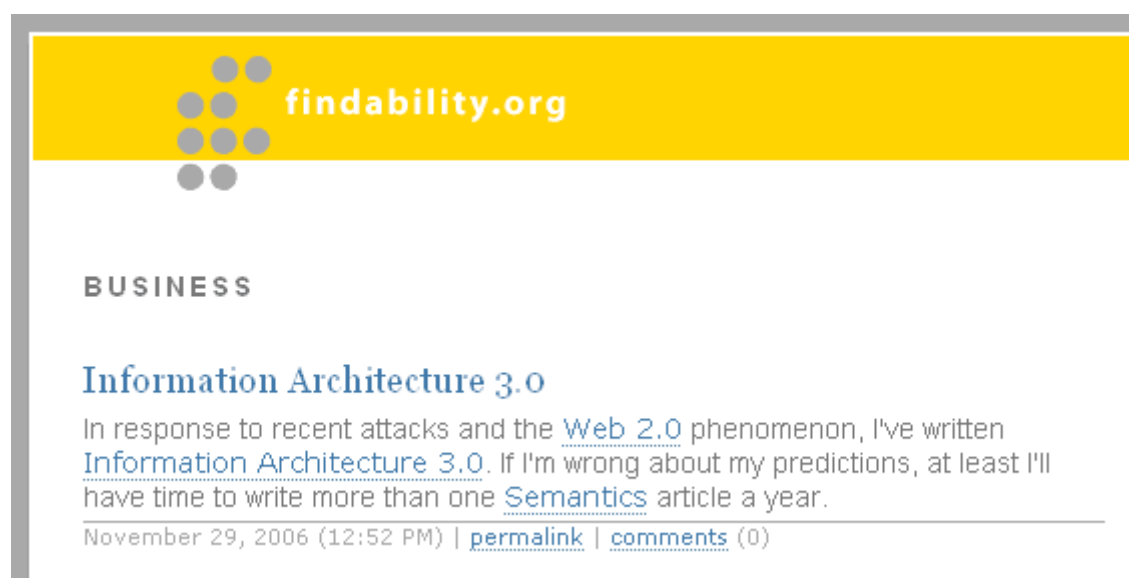 findability.org
BUSINESS
Information Architecture 3.0
In response to recent attacks and the Web 2.0 phenomenon, I've written
Information Architecture 3.0. If I'm wrong about my predictions, at least I'll
have time to write more than one Semantics article a year.
November 29, 2006 (12:52 PM) | permalink | comments (0)